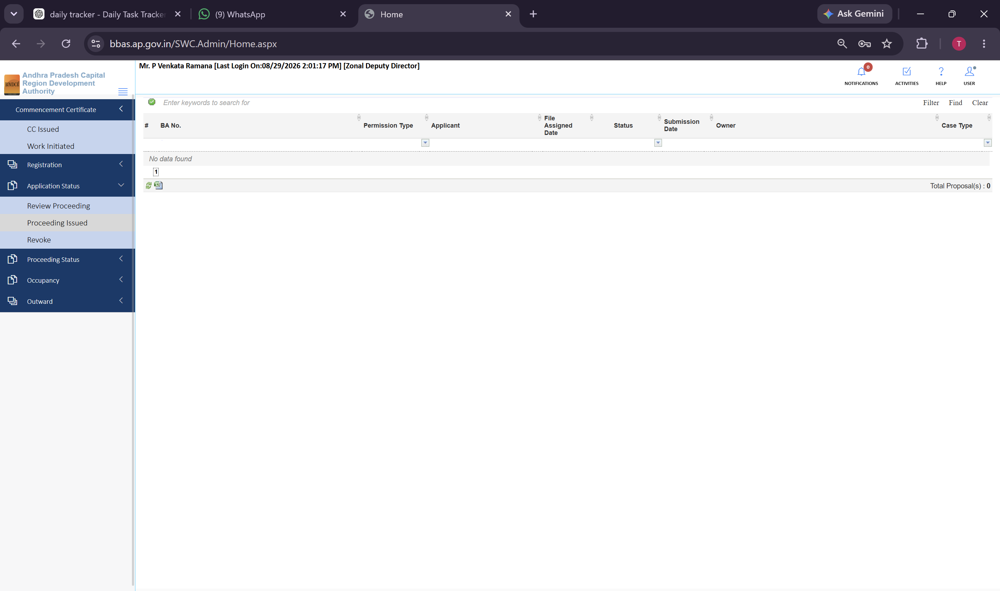 daily tracker - Daily Task Tracker
(9) WhatsApp
Home
Ask Gemini
bbas.ap.gov.in/SWC.Admin/Home.aspx
T
BIMDCR
Andhra Pradesh Capital
Region Development
Authority
Mr. P Venkata Ramana [Last Login On:08/29/2026 2:01:17 PM] [Zonal Deputy Director]
0
NOTIFICATIONS
ACTIVITIES
HELP
USER
Commencement Certificate
CC Issued
Work Initiated
Registration
Application Status
Review Proceeding
Proceeding Issued
Revoke
Proceeding Status
Occupancy
Outward
Enter keywords to search for
Filter Find Clear
# BA No. Permission Type Applicant File Assigned Date Status Submission Date Owner Case Type
No data found
1
Total Proposal(s) : 0